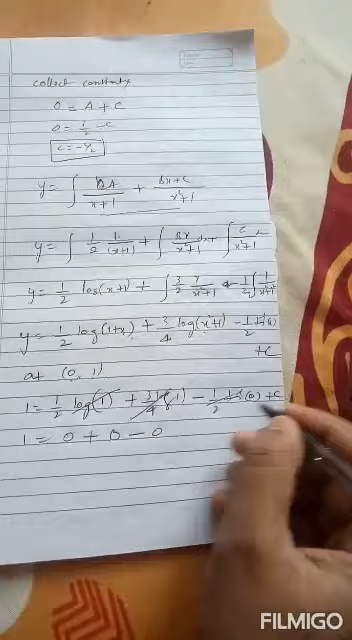 collect constants
0 = A + C
0 = 1/2 - C
C = -1/2
y = ∫ A/(x+1) + (Bx+C)/(x²+1)
y = ∫ 1/2 1/(x+1) + ∫ Bx/(x²+1) dx + ∫ C/(x²+1)
y = 1/2 log(x+1) + ∫ 3/2 x/(x²+1) - 1/2 ∫ 1/(x²+1)
y = 1/2 log(1+x) + 3/4 log(x²+1) - 1/2
+C
at (0, 1)
1 = 1/2 log(1) + 3/4 log(1) - 1/2 (0) + C
1 = 0 + 0 - 0
FILMIGO